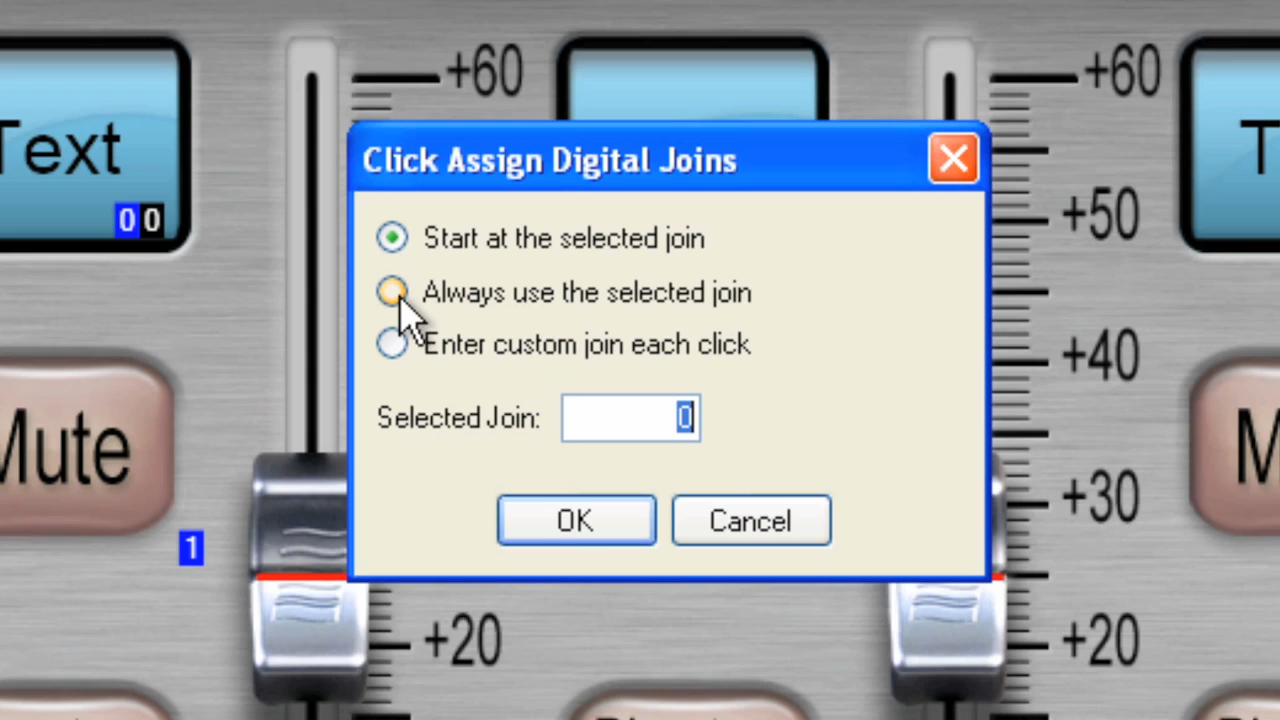 +60
+60
Text
0 0
Click Assign Digital Joins
Start at the selected join
Always use the selected join
Enter custom join each click
Selected Join: 0
OK Cancel
+50
+40
+30
Mute
1
+20
+20